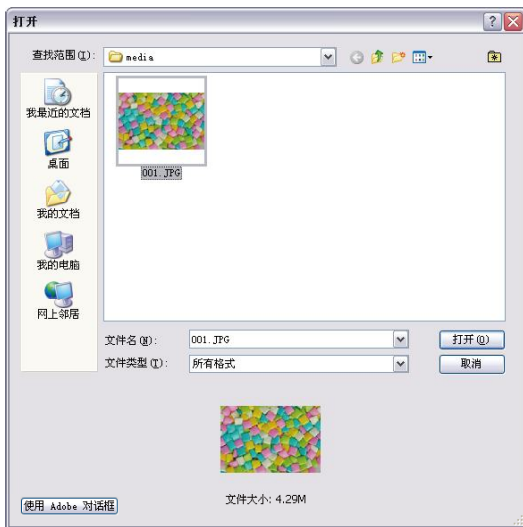 打开
查找范围(I):
media
我最近的文档
桌面
我的文档
我的电脑
网上邻居
001.JPG
文件名(N):
001.JPG
打开(O)
文件类型(T):
所有格式
取消
使用 Adobe 对话框
文件大小: 4.29M